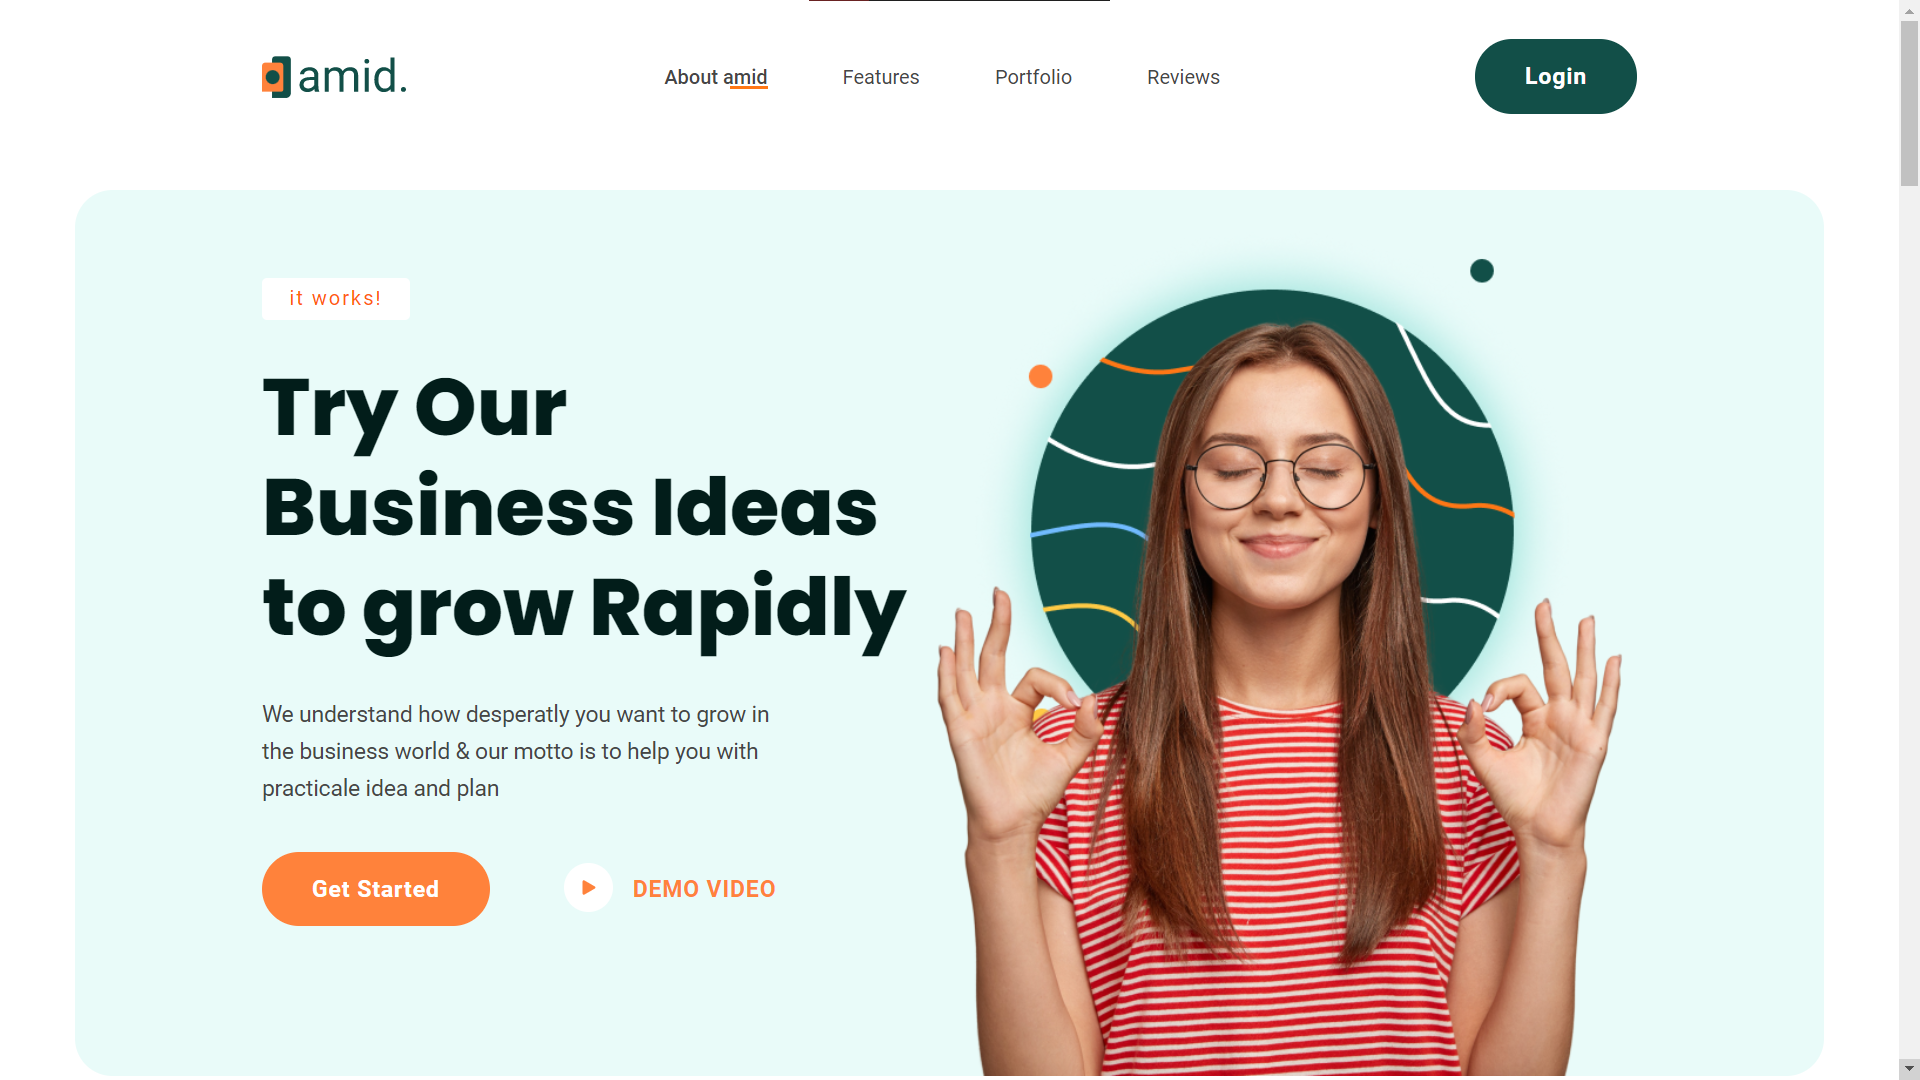 amid.
About amid
Features
Portfolio
Reviews
Login
it works!
Try Our
Business Ideas
to grow Rapidly
We understand how desperatly you want to grow in
the business world & our motto is to help you with
practicale idea and plan
Get Started
DEMO VIDEO